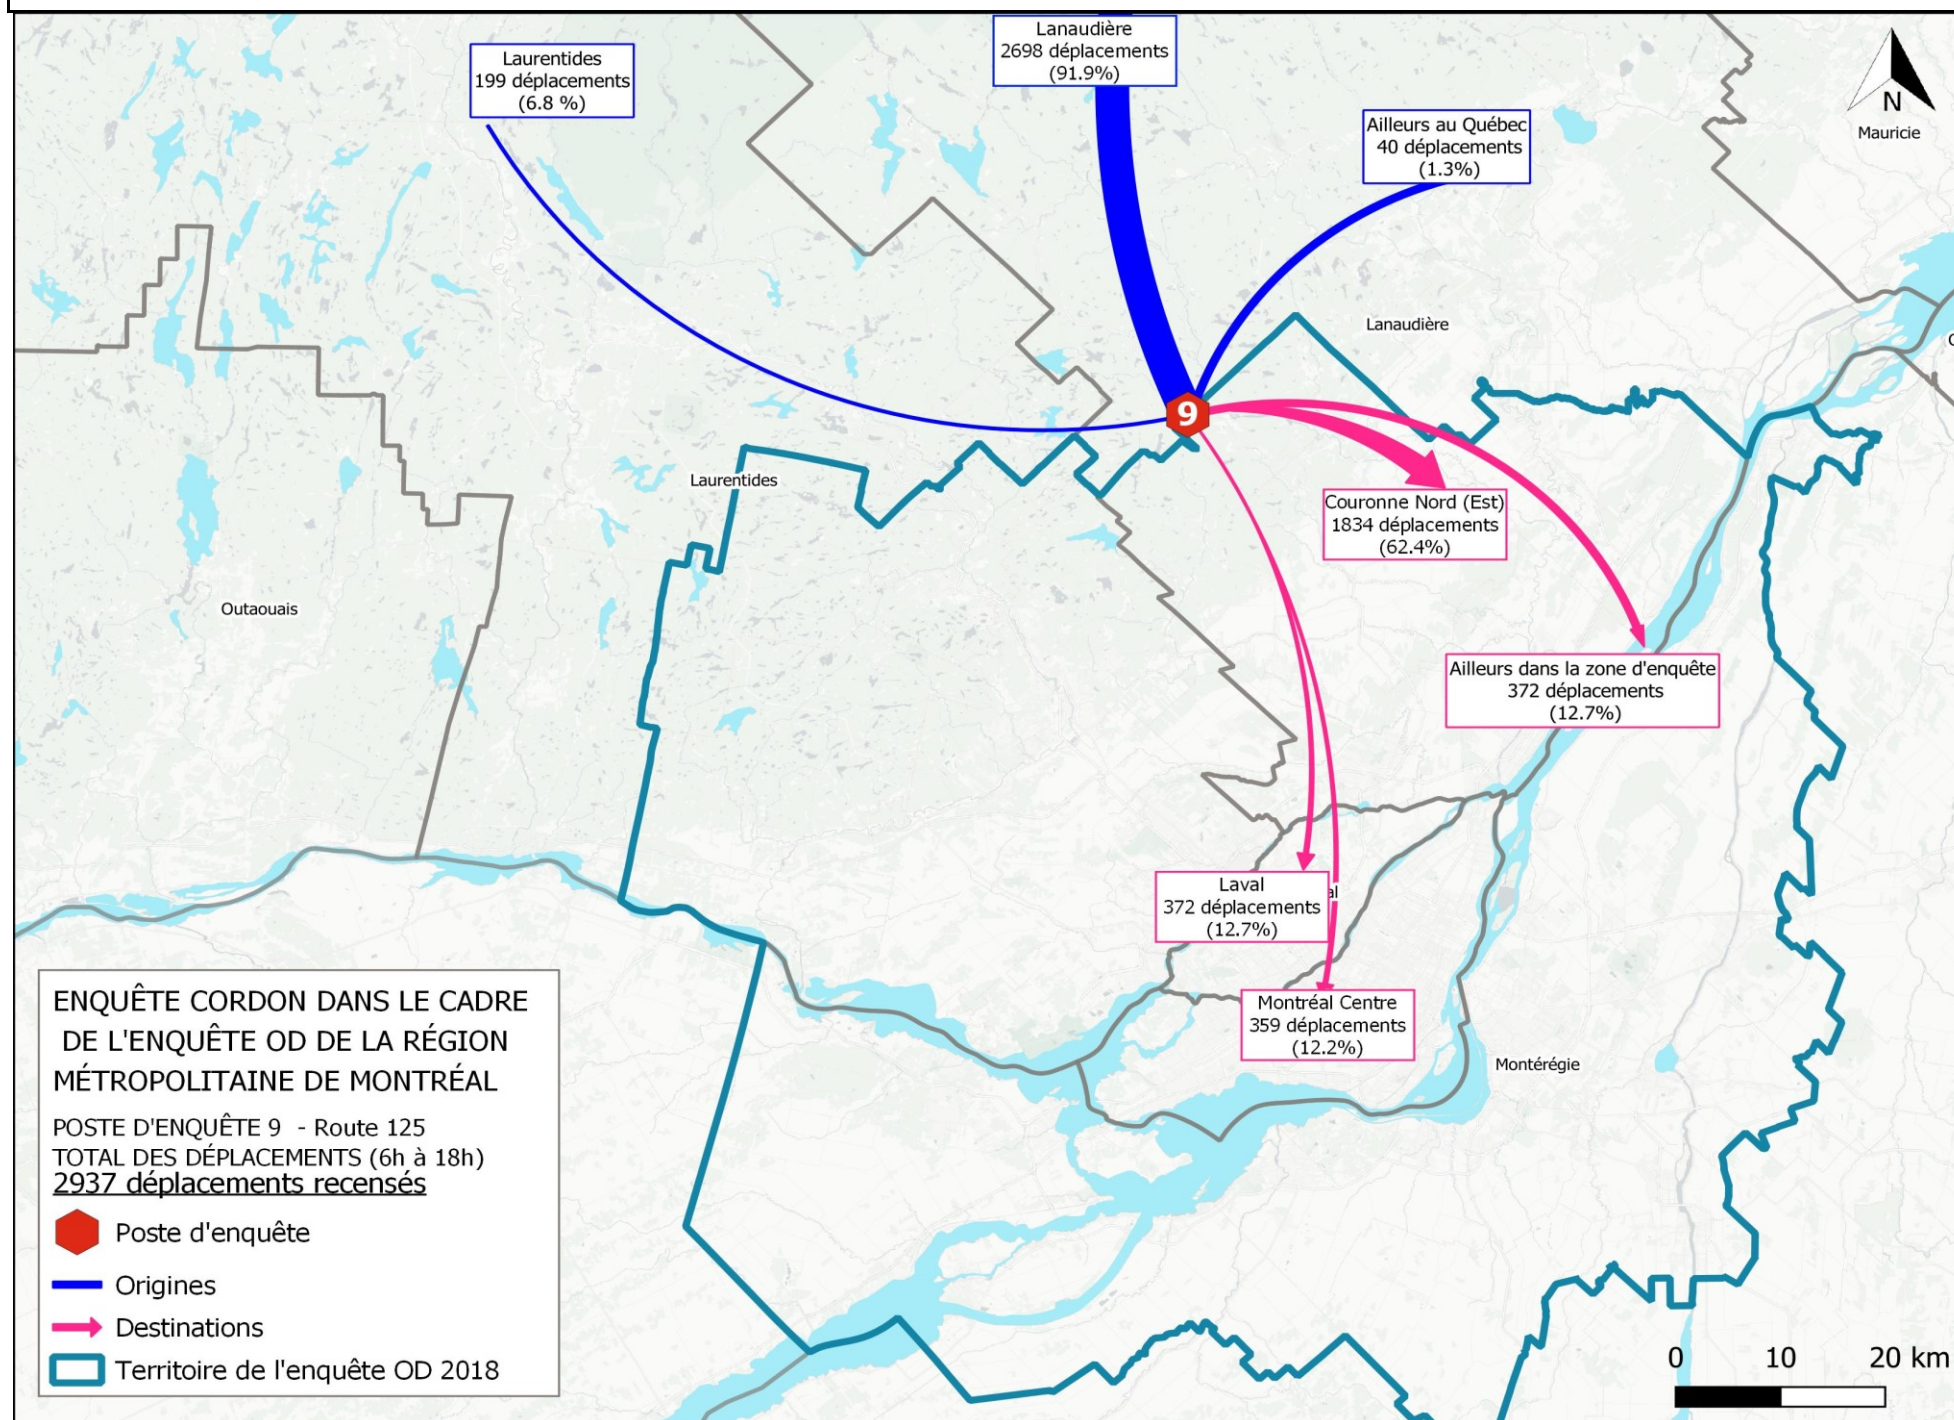 Laurentides
199 déplacements
(6.8 %)
Lanaudière
2698 déplacements
(91.9%)
Ailleurs au Québec
40 déplacements
(1.3%)
N
Mauricie
Lanaudière
Laurentides
Outaouais
9
Couronne Nord (Est)
1834 déplacements
(62.4%)
Ailleurs dans la zone d'enquête
372 déplacements
(12.7%)
Laval
372 déplacements
(12.7%)
al
Montréal Centre
359 déplacements
(12.2%)
Montérégie
ENQUÊTE CORDON DANS LE CADRE
DE L'ENQUÊTE OD DE LA RÉGION
MÉTROPOLITAINE DE MONTRÉAL
POSTE D'ENQUÊTE 9 - Route 125
TOTAL DES DÉPLACEMENTS (6h à 18h)
2937 déplacements recensés
Poste d'enquête
Origines
Destinations
Territoire de l'enquête OD 2018
0 10 20 km